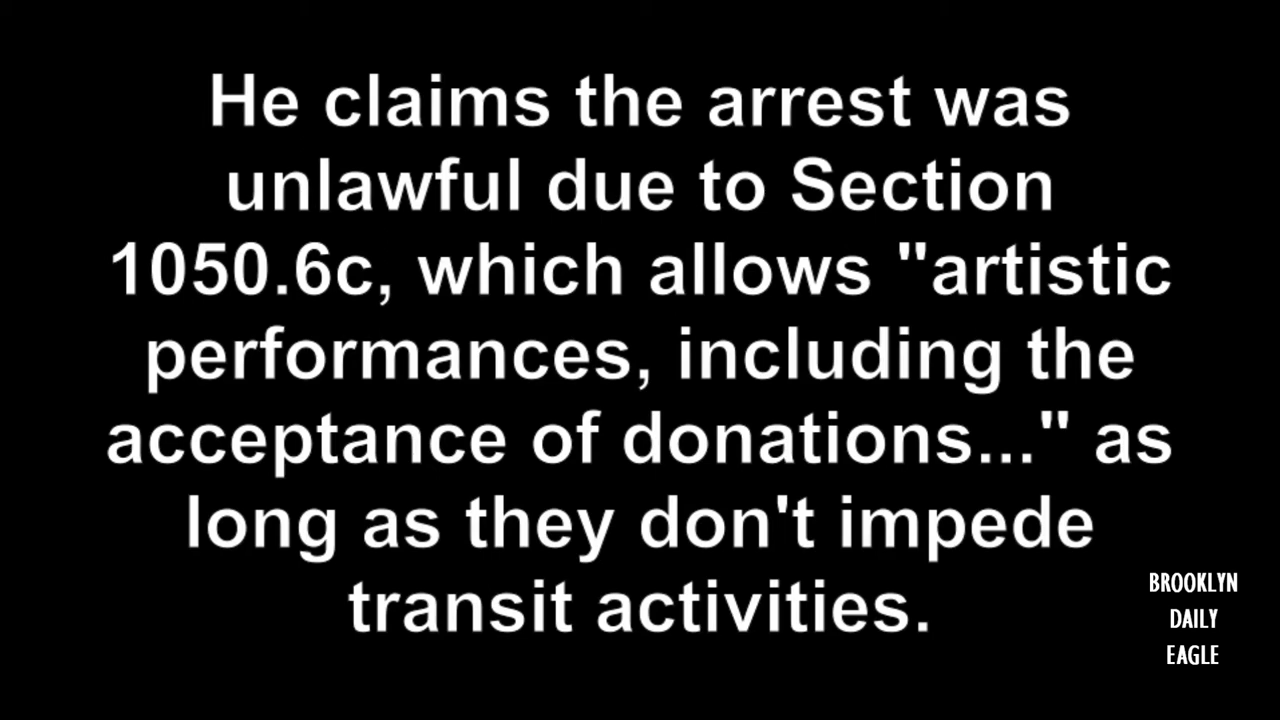 He claims the arrest was
unlawful due to Section
1050.6c, which allows "artistic
performances, including the
acceptance of donations..." as
long as they don't impede
transit activities.
BROOKLYN
DAILY
EAGLE